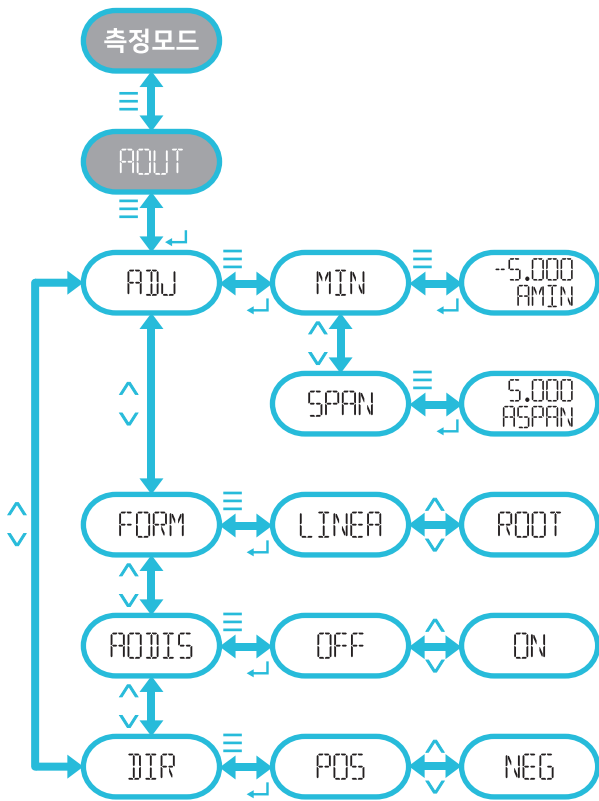 측정모드
AOUT
ADJ
MIN
-5.000
AMIN
SPAN
5.000
ASPAN
FORM
LINEA
ROOT
AODIS
OFF
ON
DIR
POS
NEG